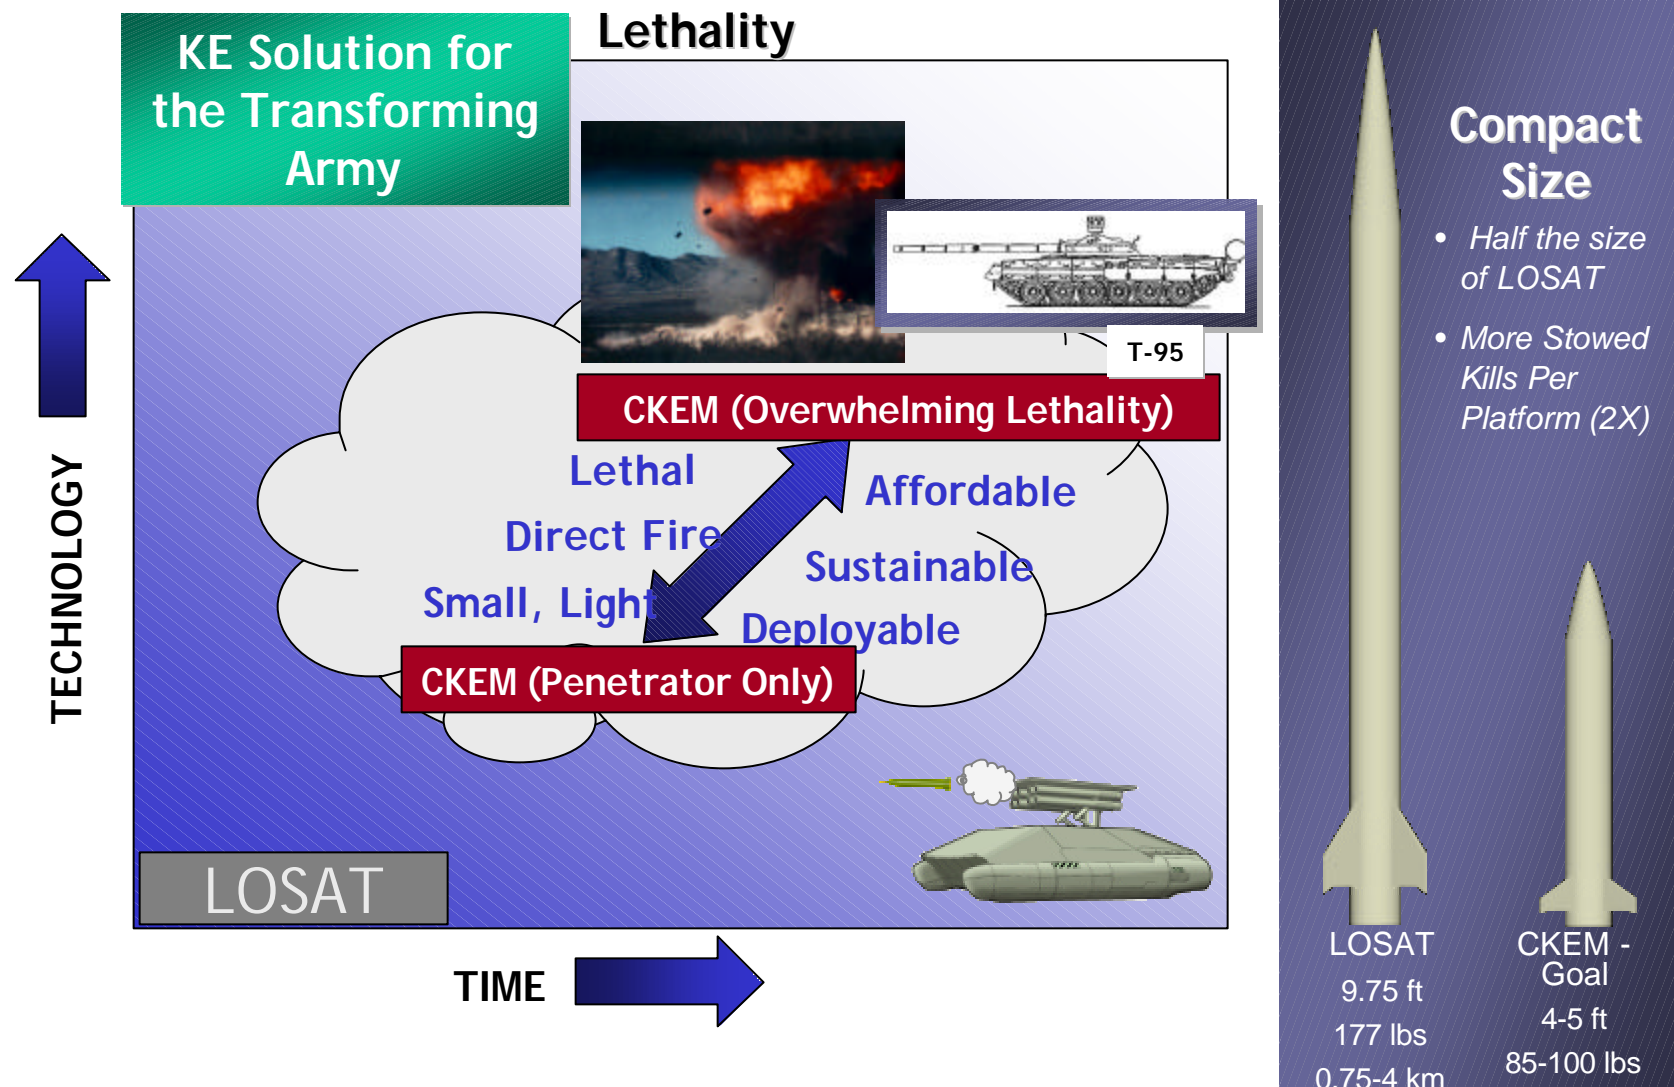 KE Solution for
the Transforming
Army
Lethality
T-95
CKEM (Overwhelming Lethality)
Lethal
Affordable
Direct Fire
Sustainable
Small, Light
Deployable
CKEM (Penetrator Only)
LOSAT
TECHNOLOGY
TIME
Compact
Size
• Half the size
of LOSAT
• More Stowed
Kills Per
Platform (2X)
LOSAT
9.75 ft
177 lbs
0.75-4 km
CKEM -
Goal
4-5 ft
85-100 lbs